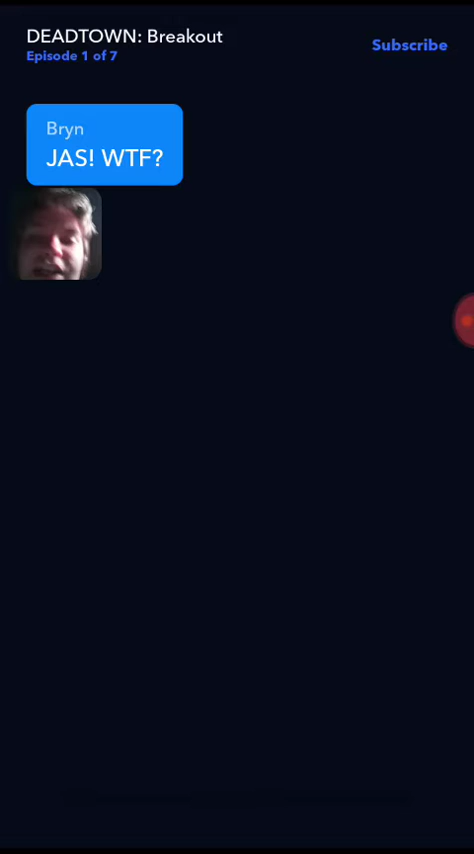 DEADTOWN: Breakout
Subscribe
Episode 1 of 7
Bryn
JAS! WTF?